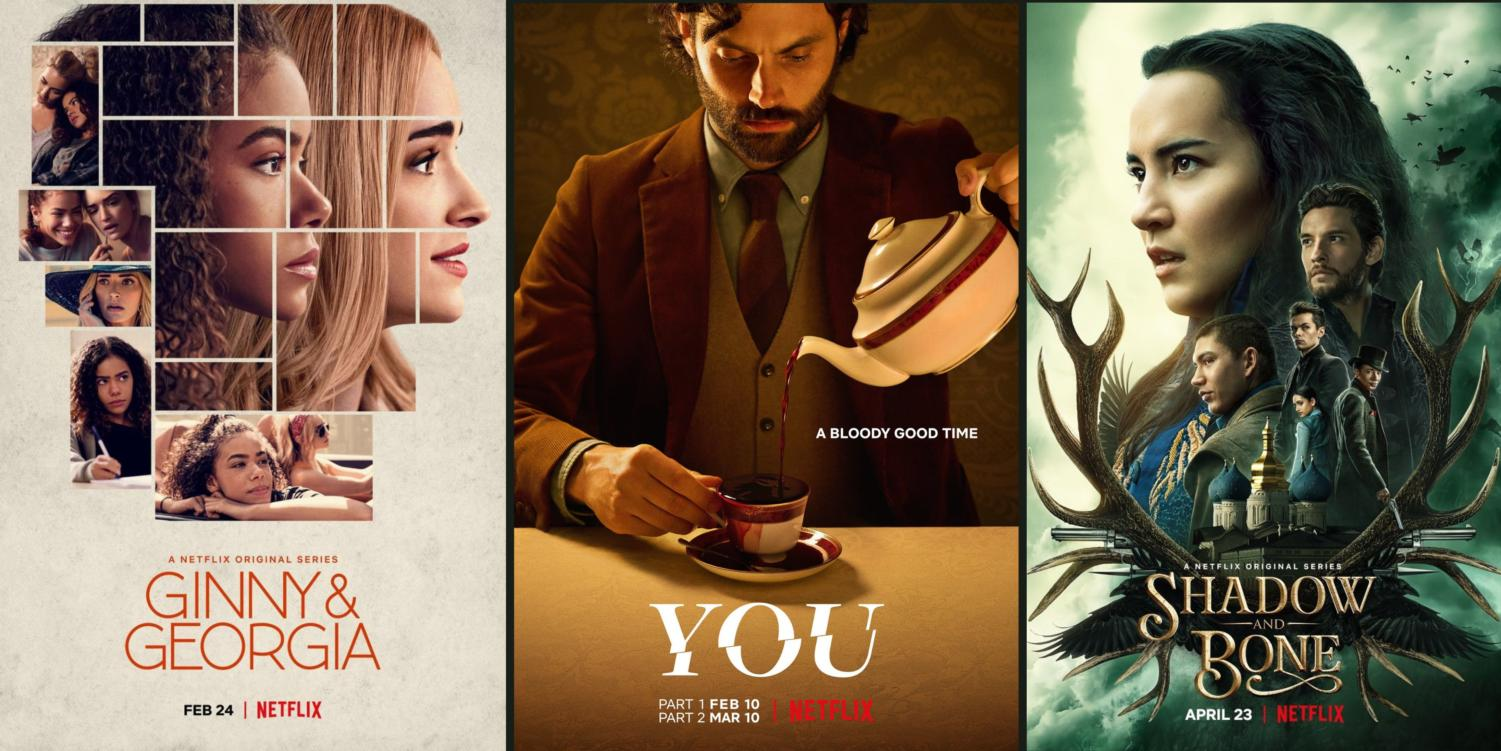 A NETFLIX ORIGINAL SERIES
GINNY &
GEORGIA
FEB 24 | NETFLIX
A BLOODY GOOD TIME
YOU
PART 1 FEB 10
PART 2 MAR 10
NETFLIX
A NETFLIX ORIGINAL SERIES
SHADOW
AND
BONE
APRIL 23 | NETFLIX